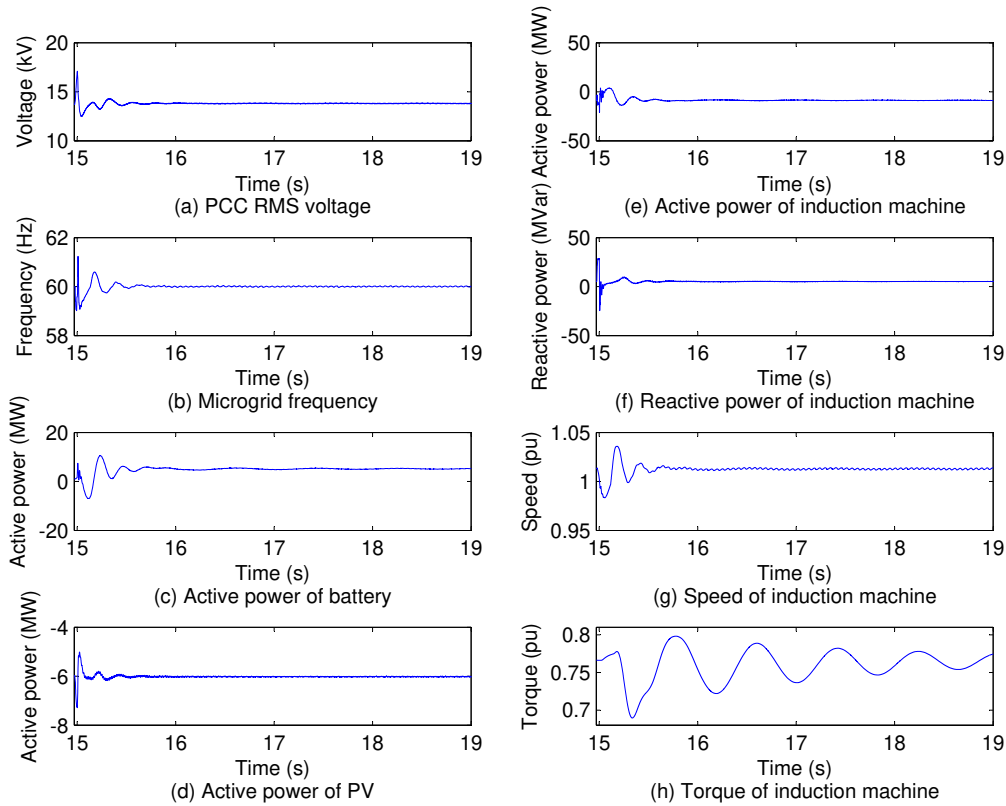 Voltage (kV)
20
15
10
15 16 17 18 19
Time (s)
(a) PCC RMS voltage
Frequency (Hz)
62
60
58
15 16 17 18 19
Time (s)
(b) Microgrid frequency
Active power (MW)
20
0
-20
15 16 17 18 19
Time (s)
(c) Active power of battery
Active power (MW)
-4
-6
-8
15 16 17 18 19
Time (s)
(d) Active power of PV
Active power (MW)
50
0
-50
15 16 17 18 19
Time (s)
(e) Active power of induction machine
Reactive power (MVar)
50
0
-50
15 16 17 18 19
Time (s)
(f) Reactive power of induction machine
Speed (pu)
1.05
1
0.95
15 16 17 18 19
Time (s)
(g) Speed of induction machine
Torque (pu)
0.8
0.7
15 16 17 18 19
Time (s)
(h) Torque of induction machine